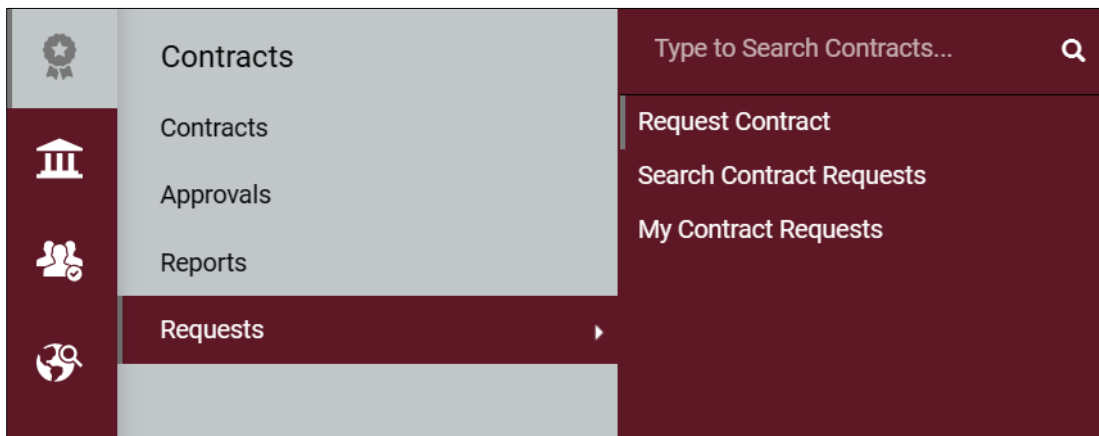 Contracts
Contracts
Approvals
Reports
Requests
Type to Search Contracts...
Request Contract
Search Contract Requests
My Contract Requests